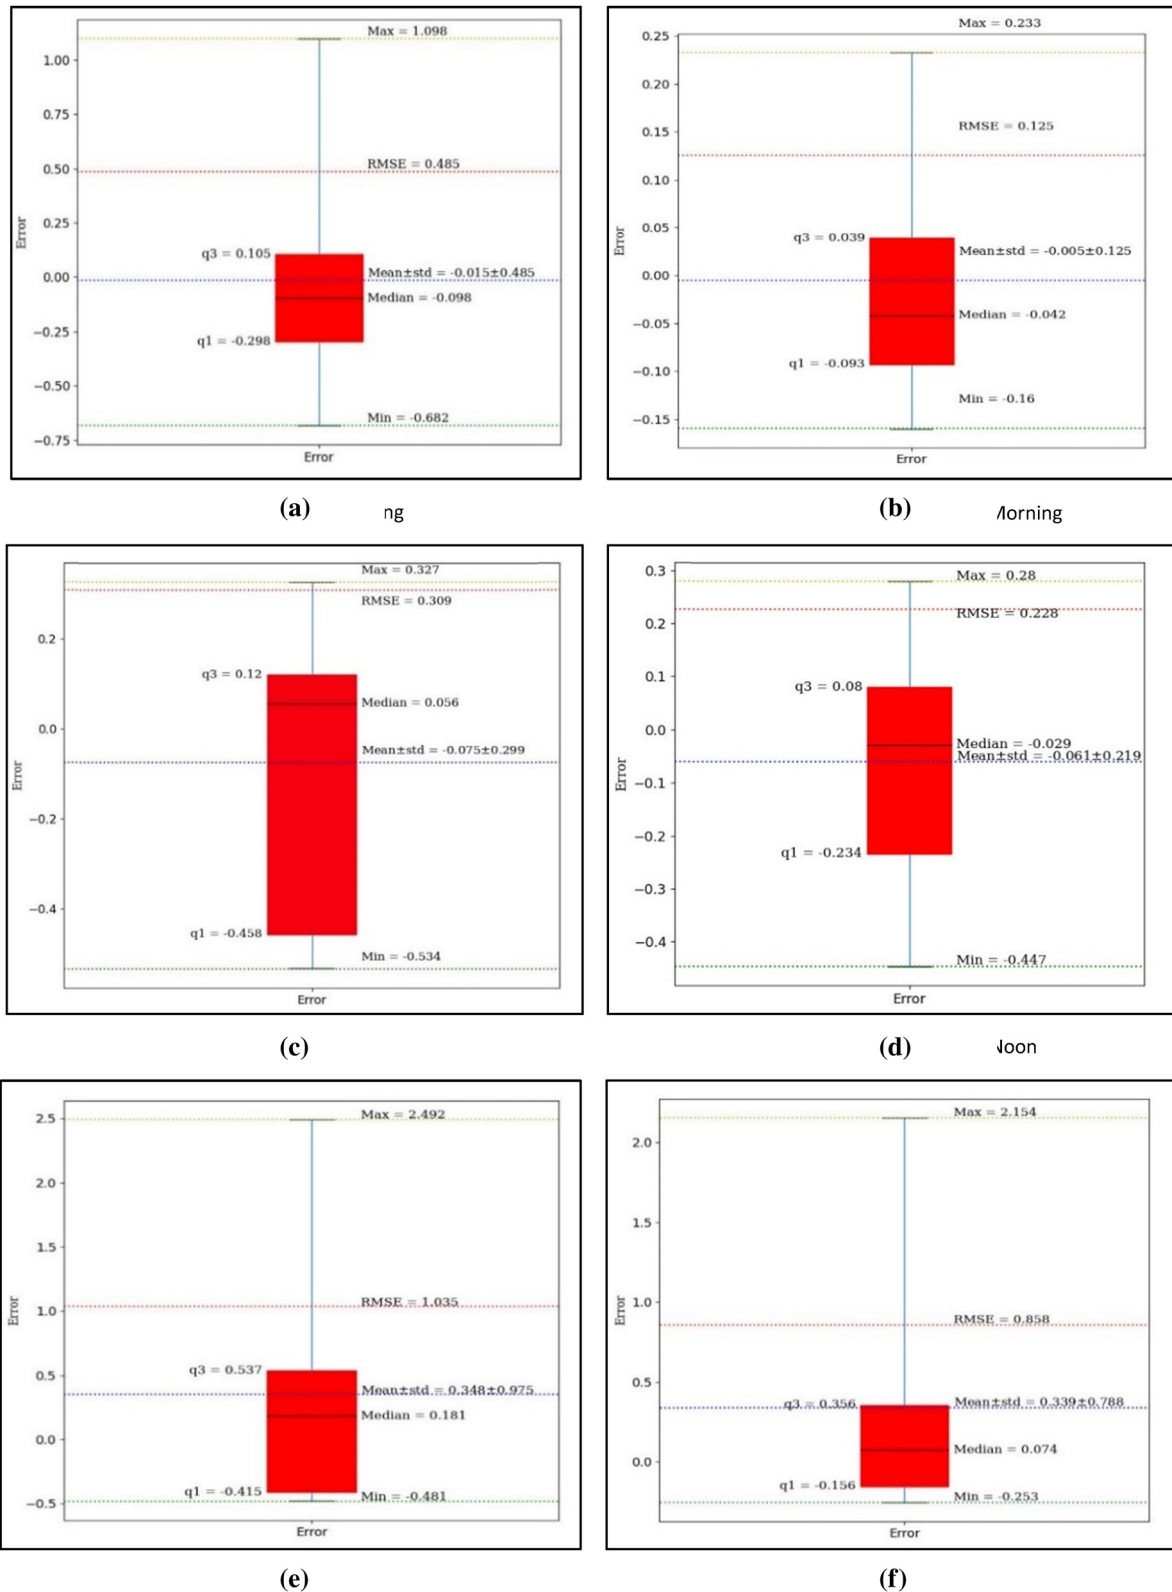 Max = 1.098
1.00
0.75
RMSE = 0.485
0.50
0.25
q3 = 0.105
Mean±std = -0.015±0.485
0.00
Median = -0.098
−0.25
q1 = -0.298
−0.50
Min = -0.682
−0.75
Error
Error
(a)
ng
Max = 0.233
0.25
0.20
0.15
RMSE = 0.125
0.10
0.05
q3 = 0.039
Mean±std = -0.005±0.125
0.00
−0.05
Median = -0.042
q1 = -0.093
−0.10
Min = -0.16
−0.15
Error
Error
(b)
Morning
Max = 0.327
RMSE = 0.309
0.2
q3 = 0.12
Median = 0.056
0.0
Mean±std = -0.075±0.299
−0.2
−0.4
q1 = -0.458
Min = -0.534
Error
Error
(c)
0.3
Max = 0.28
0.2
RMSE = 0.228
0.1
q3 = 0.08
0.0
Median = -0.029
Mean±std = -0.061±0.219
−0.1
−0.2
q1 = -0.234
−0.3
−0.4
Min = -0.447
Error
Error
(d)
Noon
2.5
Max = 2.492
2.0
1.5
1.0
RMSE = 1.035
0.5
q3 = 0.537
Mean±std = 0.348±0.975
Median = 0.181
0.0
q1 = -0.415
Min = -0.481
−0.5
Error
Error
(e)
Max = 2.154
2.0
1.5
1.0
RMSE = 0.858
0.5
q3 = 0.356
Mean±std = 0.339±0.788
Median = 0.074
0.0
q1 = -0.156
Min = -0.253
Error
Error
(f)